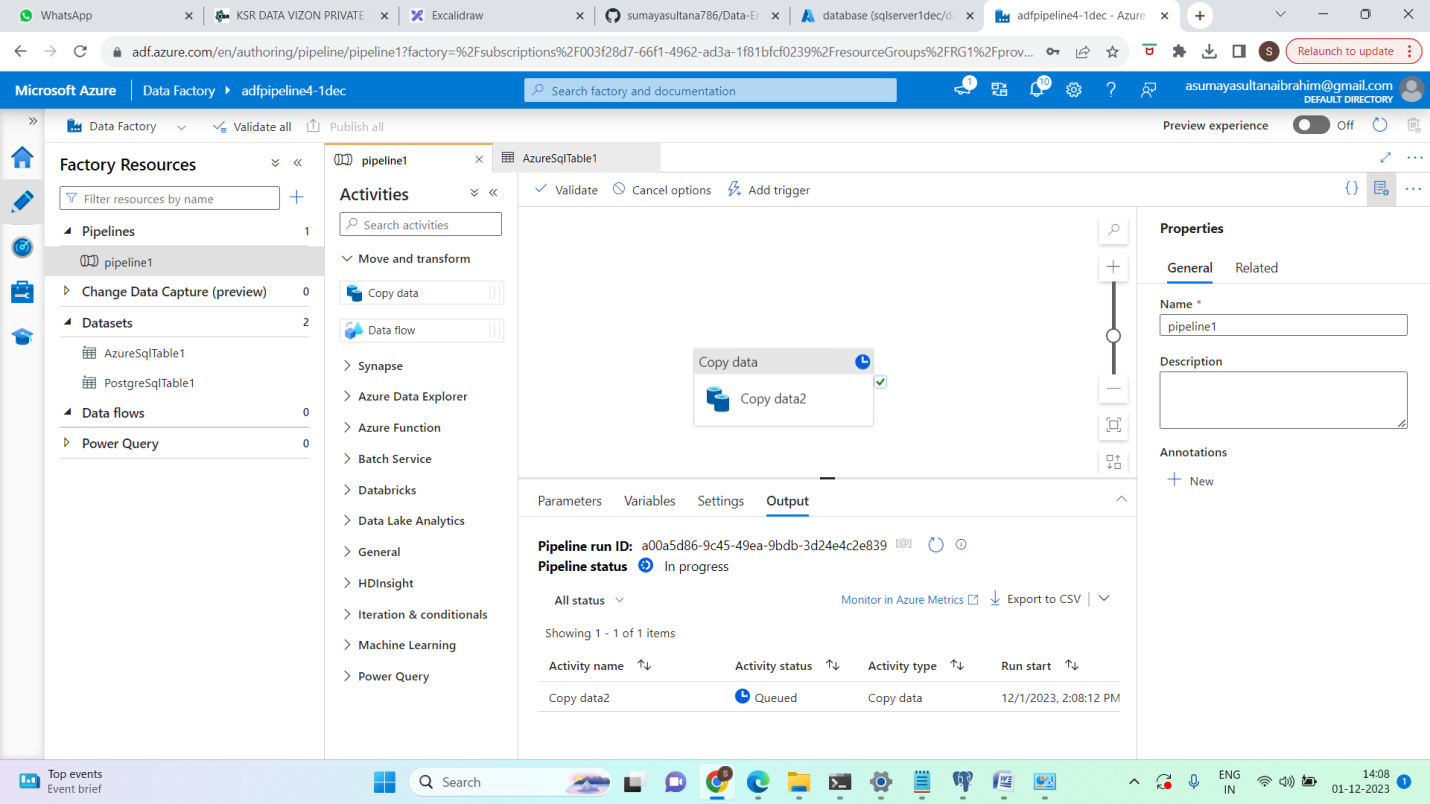 WhatsApp
KSR DATA VIZON PRIVATE
Excalidraw
sumayasultana786/Data-En
database (sqlserver1dec/da
adfpipeline4-1dec - Azure
adf.azure.com/en/authoring/pipeline/pipeline1?factory=%2Fsubscriptions%2F003f28d7-66f1-4962-ad3a-1f81bfcf0239%2FresourceGroups%2FRG1%2Fprov...
S
Relaunch to update
Microsoft Azure
Data Factory
adfpipeline4-1dec
Search factory and documentation
1
10
asumayasultanaibrahim@gmail.com
DEFAULT DIRECTORY
Data Factory
Validate all
Publish all
Preview experience
Off
Factory Resources
Filter resources by name
Pipelines 1
pipeline1
Change Data Capture (preview) 0
Datasets 2
AzureSqlTable1
PostgreSqlTable1
Data flows 0
Power Query 0
pipeline1
AzureSqlTable1
Activities
Search activities
Move and transform
Copy data
Data flow
Synapse
Azure Data Explorer
Azure Function
Batch Service
Databricks
Data Lake Analytics
General
HDInsight
Iteration & conditionals
Machine Learning
Power Query
Validate
Cancel options
Add trigger
Copy data
Copy data2
Parameters
Variables
Settings
Output
Pipeline run ID: a00a5d86-9c45-49ea-9bdb-3d24e4c2e839
Pipeline status In progress
All status
Monitor in Azure Metrics
Export to CSV
Showing 1 - 1 of 1 items
Activity name Activity status Activity type Run start
Copy data2 Queued Copy data 12/1/2023, 2:08:12 PM
Properties
General
Related
Name *
pipeline1
Description
Annotations
New
Top events
Event brief
Search
S
ENG
IN
14:08
01-12-2023
1